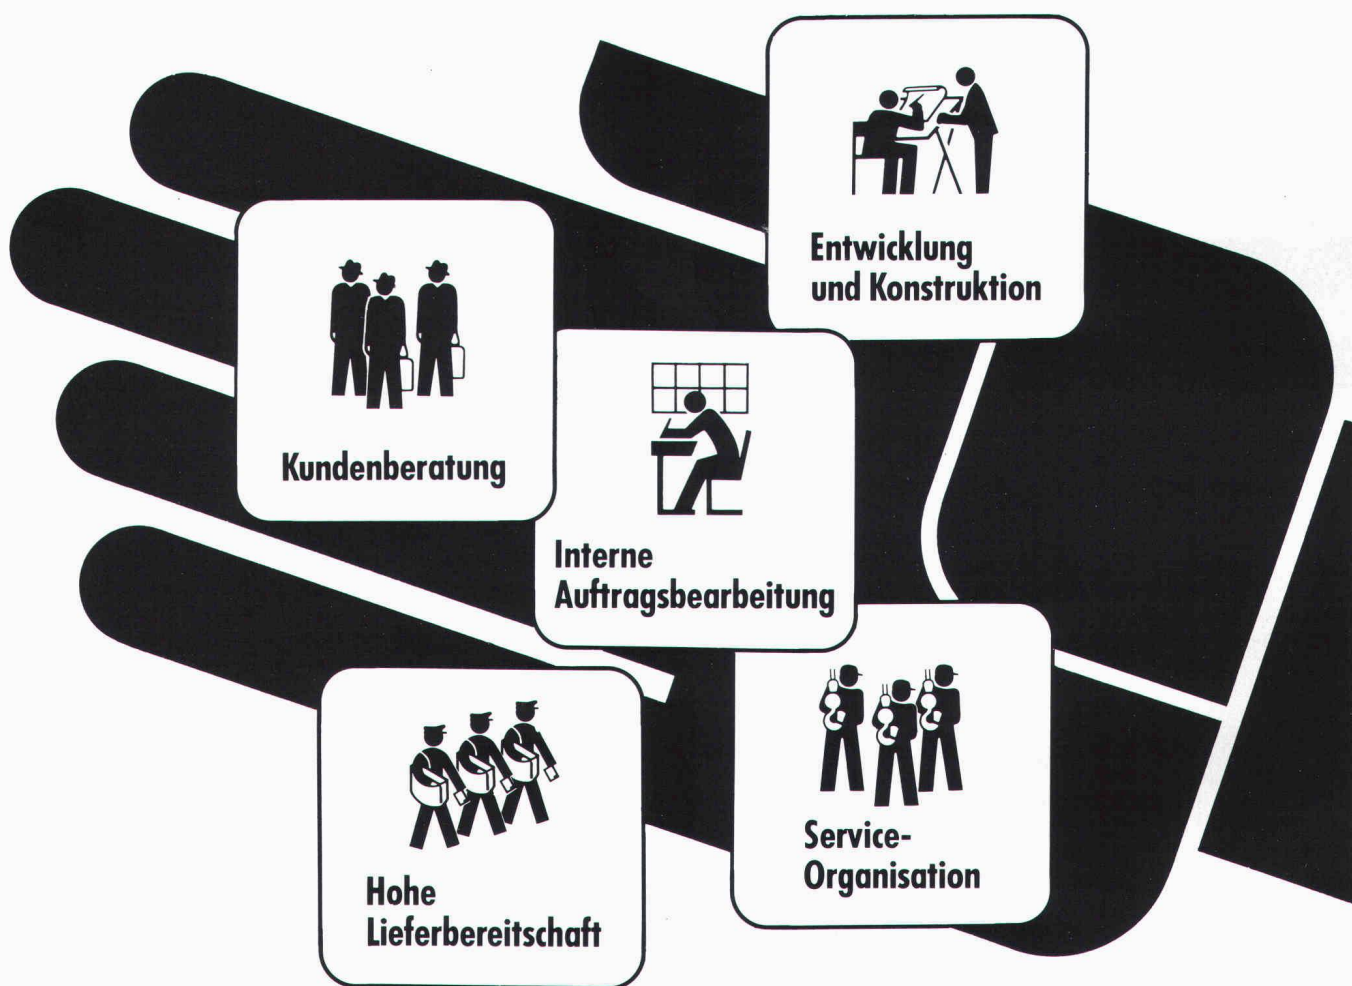 Entwicklung
und Konstruktion
Kundenberatung
Interne
Auftragsbearbeitung
Service-
Organisation
Hohe
Lieferbereitschaft